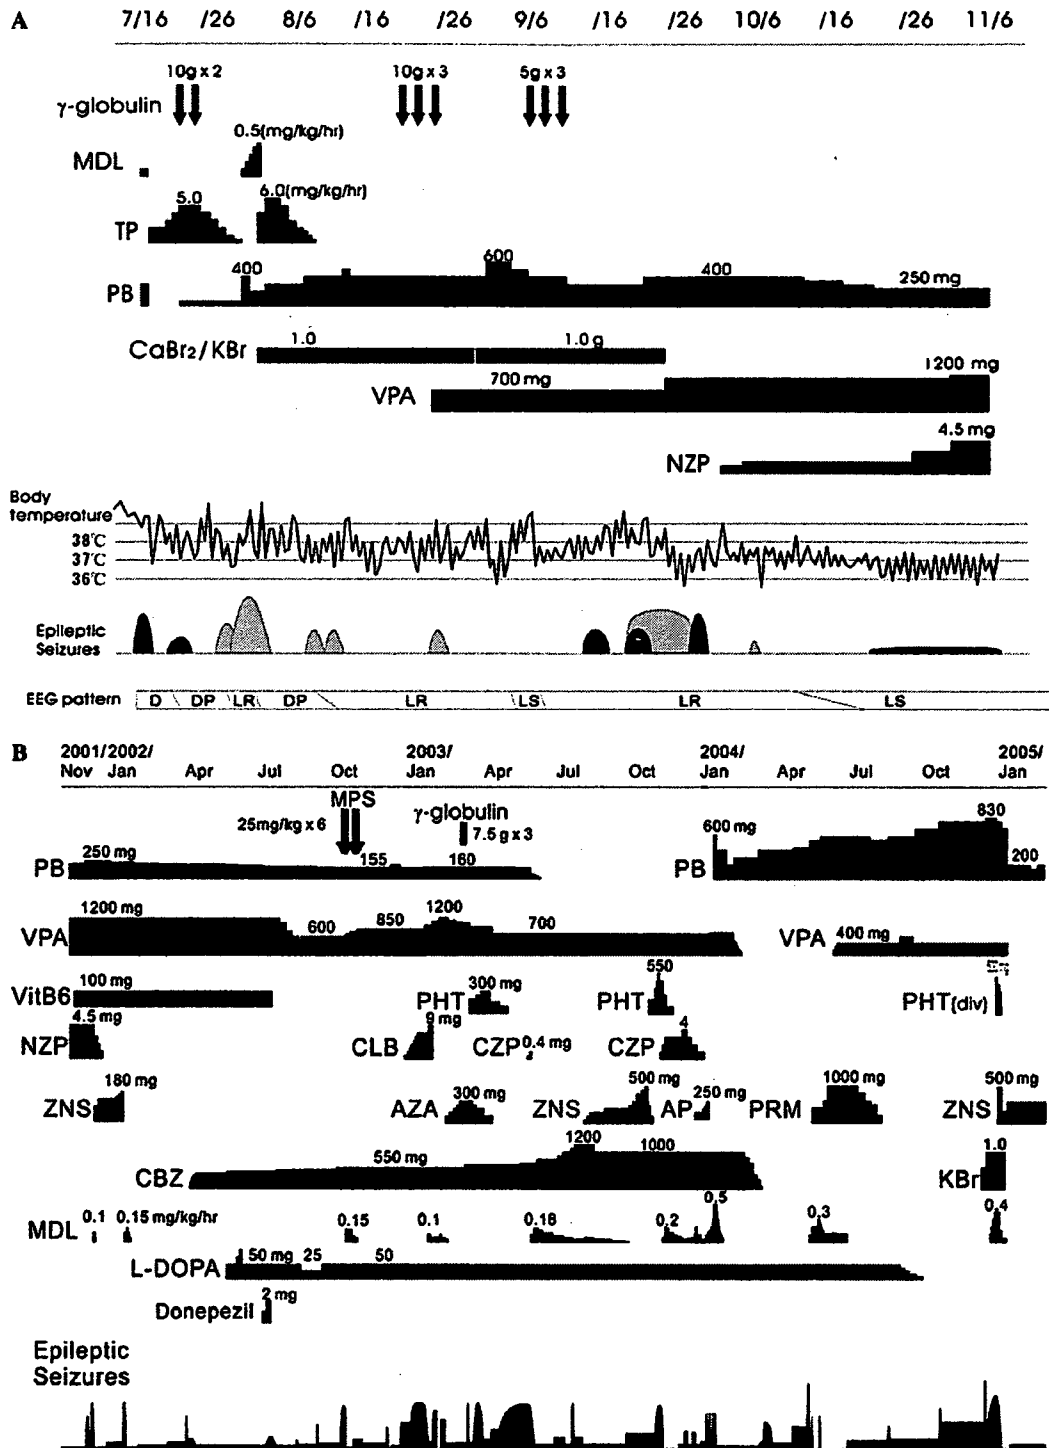 A 7/16 /26 8/6 /16 /26 9/6 /16 /26 10/6 /16 /26 11/6
10g x 2 10g x 3 5g x 3
γ-globulin
0.5(mg/kg/hr)
MDL
5.0 6.0(mg/kg/hr)
TP
400 600 400 250 mg
PB
1.0 1.0 g
CaBr2/KBr
700 mg 1200 mg
VPA
4.5 mg
NZP
Body
temperature
38℃
37℃
36℃
Epileptic
Seizures
EEG pattern D DP LR DP LR LS LR LS
B 2001/2002/ 2003/ 2004/ 2005/
Nov Jan Apr Jul Oct Jan Apr Jul Oct Jan Apr Jul Oct Jan
MPS
25mg/kg x 6 γ-globulin
7.5 g x 3
600 mg 830
250 mg 155 160 200
PB PB
1200 mg 600 850 1200 700
VPA VPA 400 mg
100 mg 300 mg 550
VitB6 PHT PHT PHT(div)
4.5 mg 9 mg 0.4 mg 4
NZP CLB CZP CZP
180 mg 300 mg 500 mg 250 mg 1000 mg 500 mg
ZNS AZA ZNS AP PRM ZNS
550 mg 1200 1000 1.0
CBZ KBr
0.1 0.15 mg/kg/hr 0.15 0.1 0.18 0.2 0.5 0.3 0.4
MDL
50 mg 25 50
L-DOPA
2 mg
Donepezil
Epileptic
Seizures